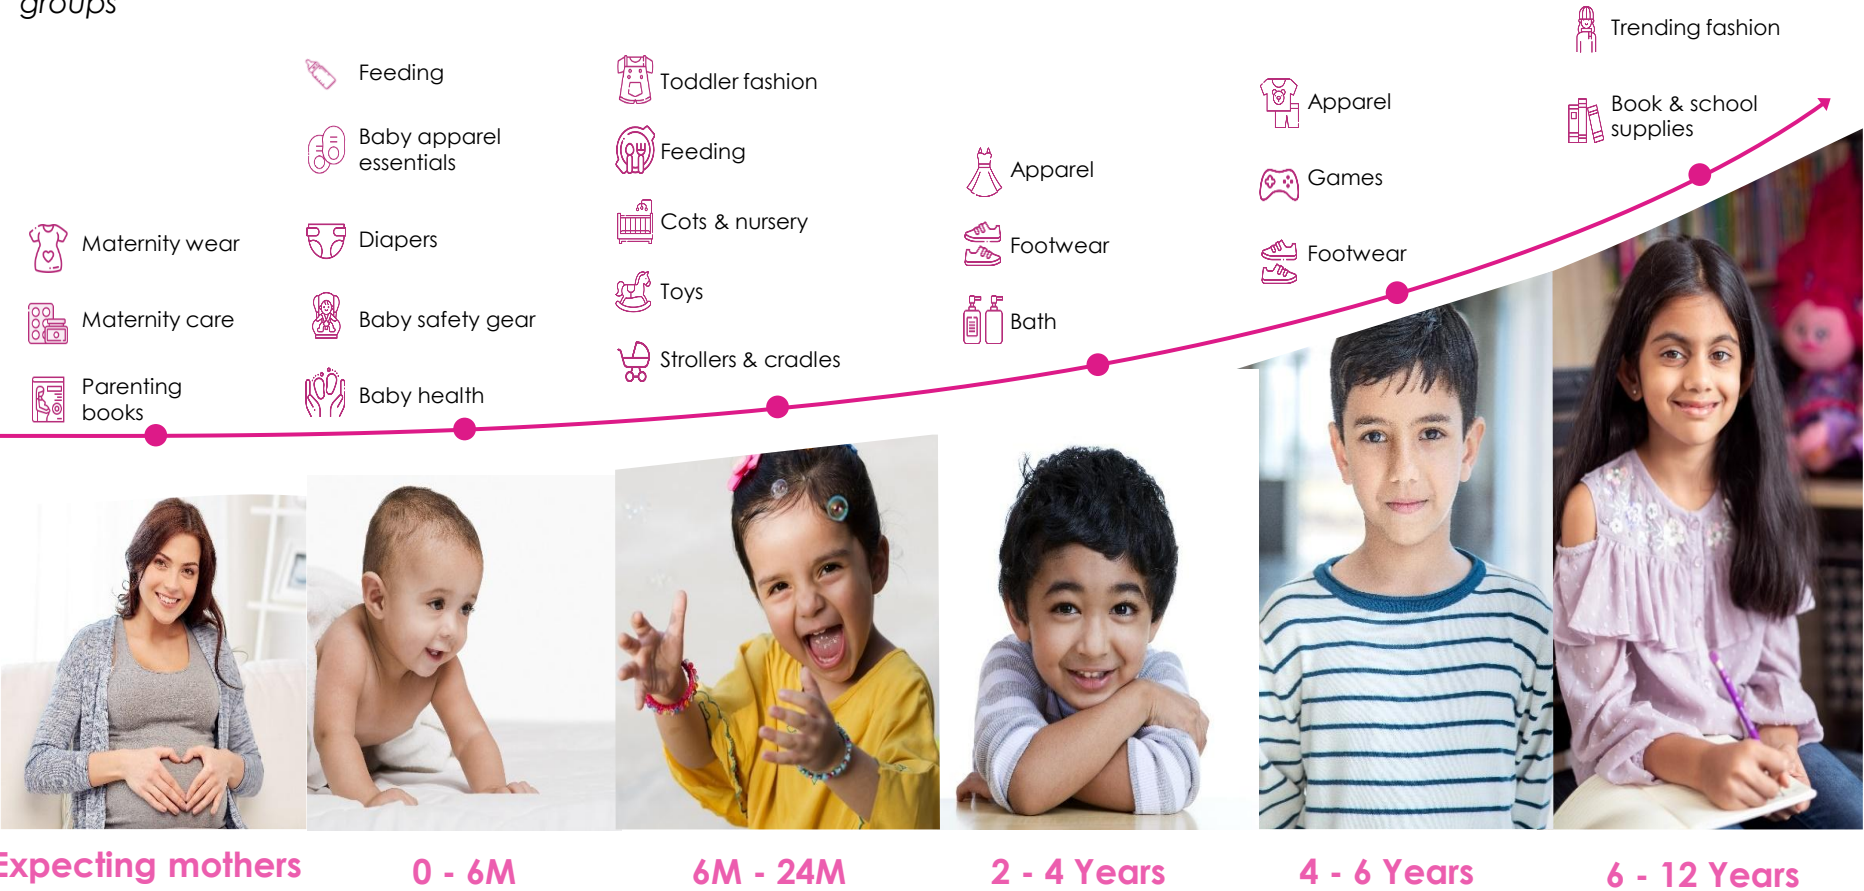 groups
Maternity wear
Maternity care
Parenting
books
Feeding
Baby apparel
essentials
Diapers
Baby safety gear
Baby health
Toddler fashion
Feeding
Cots & nursery
Toys
Strollers & cradles
Apparel
Footwear
Bath
Apparel
Games
Footwear
Trending fashion
Book & school
supplies
Expecting mothers
0 - 6M
6M - 24M
2 - 4 Years
4 - 6 Years
6 - 12 Years